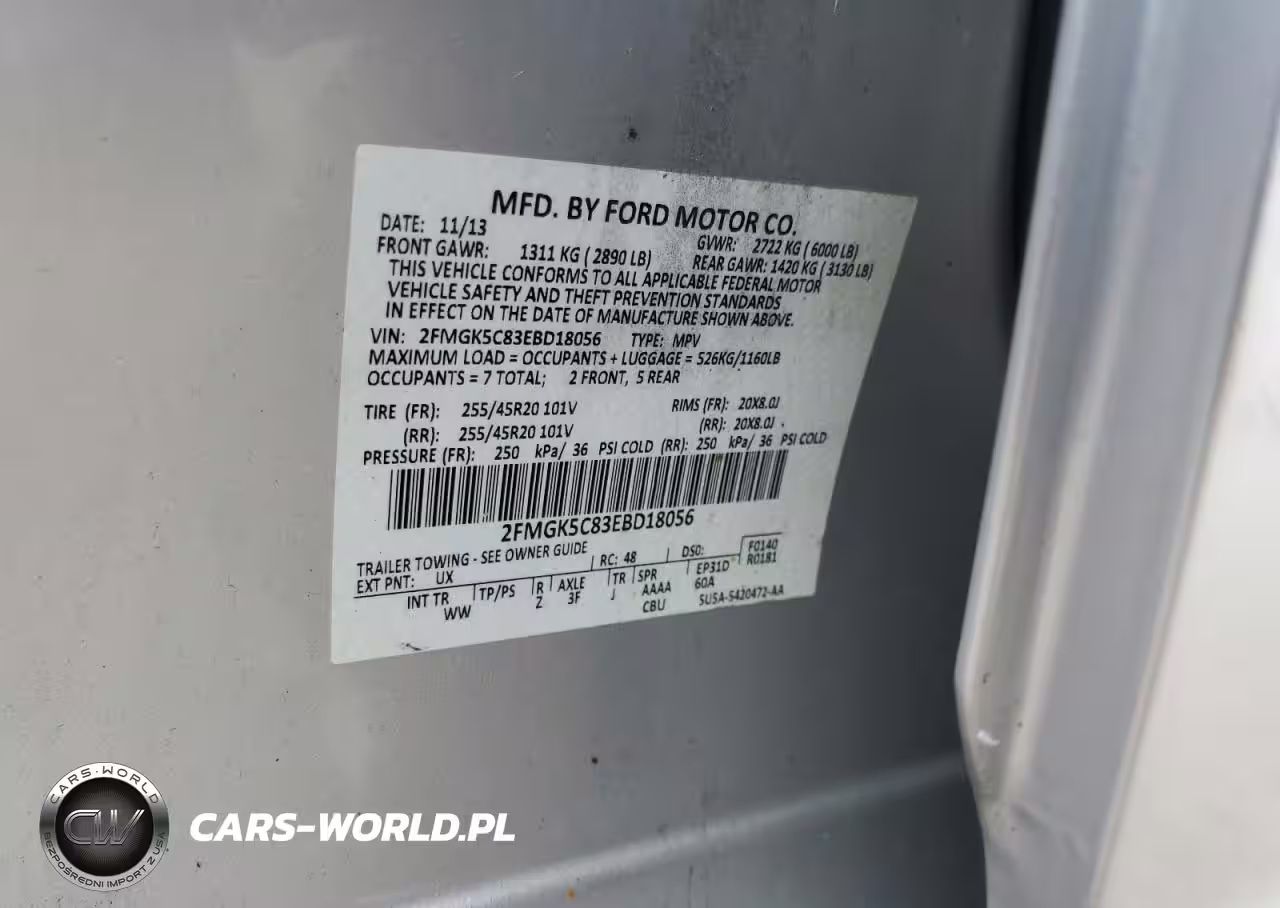 MFD. BY FORD MOTOR CO.
DATE: 11/13 GVWR: 2722 KG ( 6000 LB)
FRONT GAWR: 1311 KG ( 2890 LB) REAR GAWR: 1420 KG ( 3130 LB)
THIS VEHICLE CONFORMS TO ALL APPLICABLE FEDERAL MOTOR
VEHICLE SAFETY AND THEFT PREVENTION STANDARDS
IN EFFECT ON THE DATE OF MANUFACTURE SHOWN ABOVE.
VIN: 2FMGK5C83EBD18056 TYPE: MPV
MAXIMUM LOAD = OCCUPANTS + LUGGAGE = 526KG/1160LB
OCCUPANTS = 7 TOTAL; 2 FRONT, 5 REAR
TIRE (FR): 255/45R20 101V RIMS (FR): 20X8.0J
(RR): 255/45R20 101V (RR): 20X8.0J
PRESSURE (FR): 250 kPa/ 36 PSI COLD (RR): 250 kPa/ 36 PSI COLD
2FMGK5C83EBD18056
TRAILER TOWING - SEE OWNER GUIDE
EXT PNT: UX RC: 48 DSO: F0140
R0181
INT TR TP/PS R AXLE TR SPR EP31D
WW Z 3F J AAAA 60A
CBU 5U5A-5420472-AA
CARS-WORLD
CW
BEZPOŚREDNI IMPORT Z USA
CARS-WORLD.PL